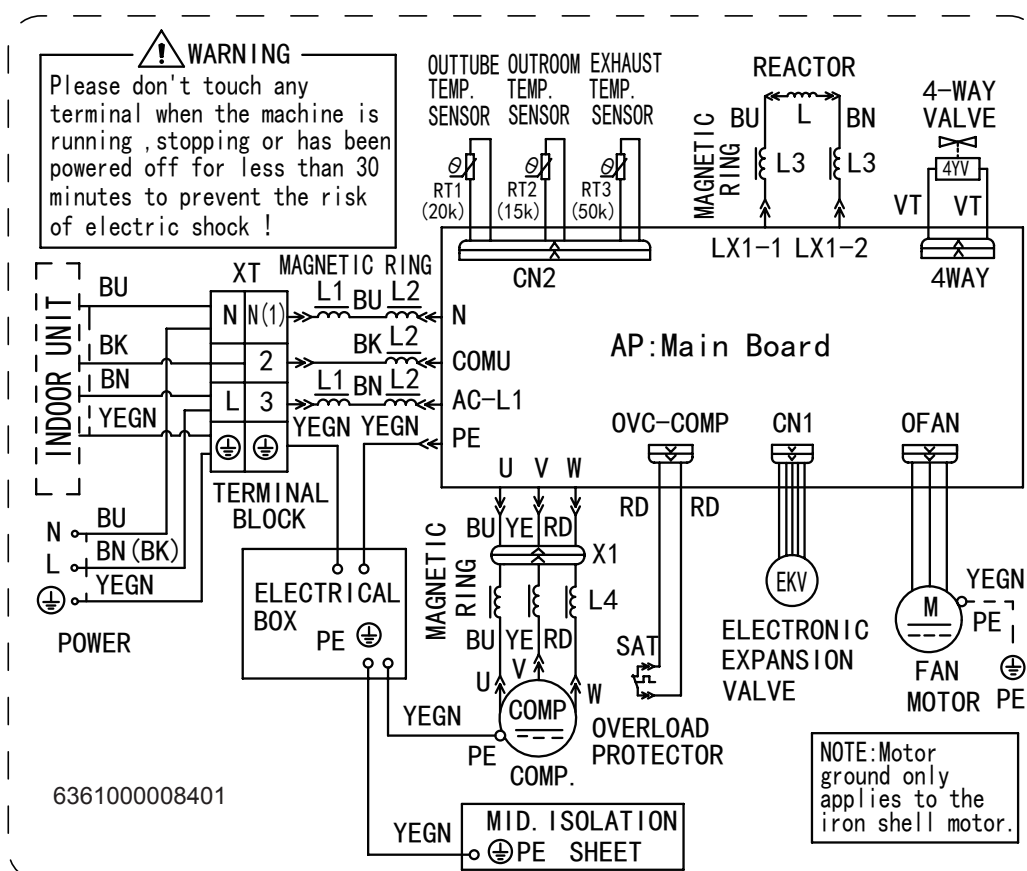 WARNING
Please don't touch any
terminal when the machine is
running ,stopping or has been
powered off for less than 30
minutes to prevent the risk
of electric shock !
OUTTUBE OUTROOM EXHAUST
TEMP. TEMP. TEMP.
SENSOR SENSOR SENSOR
θ θ θ
RT1 RT2 RT3
(20k) (15k) (50k)
CN2
REACTOR
BU L BN
MAGNETIC
RING
L3 L3
LX1-1 LX1-2
4-WAY
VALVE
4YV
VT VT
4WAY
INDOOR UNIT
BU
BK
BN
YEGN
XT
N N(1)
2
L 3
TERMINAL
BLOCK
MAGNETIC RING
L1 BU L2
BK L2
L1 BN L2
YEGN YEGN
N
COMU
AC-L1
PE
AP:Main Board
U V W
OVC-COMP
CN1
OFAN
N BU
L BN(BK)
YEGN
POWER
ELECTRICAL
BOX
PE
MAGNETIC
RING
BU YE RD
X1
L4
BU YE RD
U V W
COMP
PE
COMP.
YEGN
RD RD
SAT
OVERLOAD
PROTECTOR
EKV
ELECTRONIC
EXPANSION
VALVE
M
FAN
MOTOR
YEGN
PE
PE
NOTE:Motor
ground only
applies to the
iron shell motor.
6361000008401
YEGN
MID. ISOLATION
PE SHEET